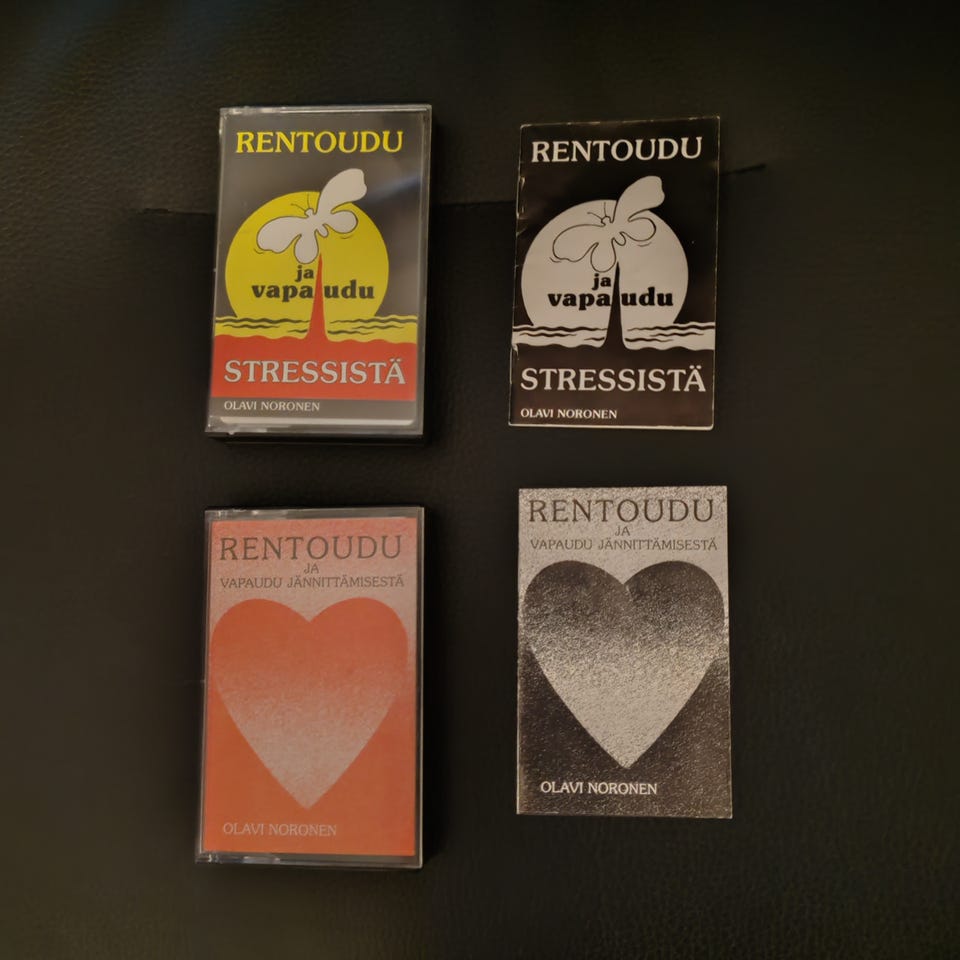 RENTOUDU
ja
vapaudu
STRESSISTÄ
OLAVI NORONEN
RENTOUDU
ja
vapaudu
STRESSISTÄ
OLAVI NORONEN
RENTOUDU
JA
VAPAUDU JÄNNITTÄMISESTÄ
OLAVI NORONEN
RENTOUDU
JA
VAPAUDU JÄNNITTÄMISESTÄ
OLAVI NORONEN